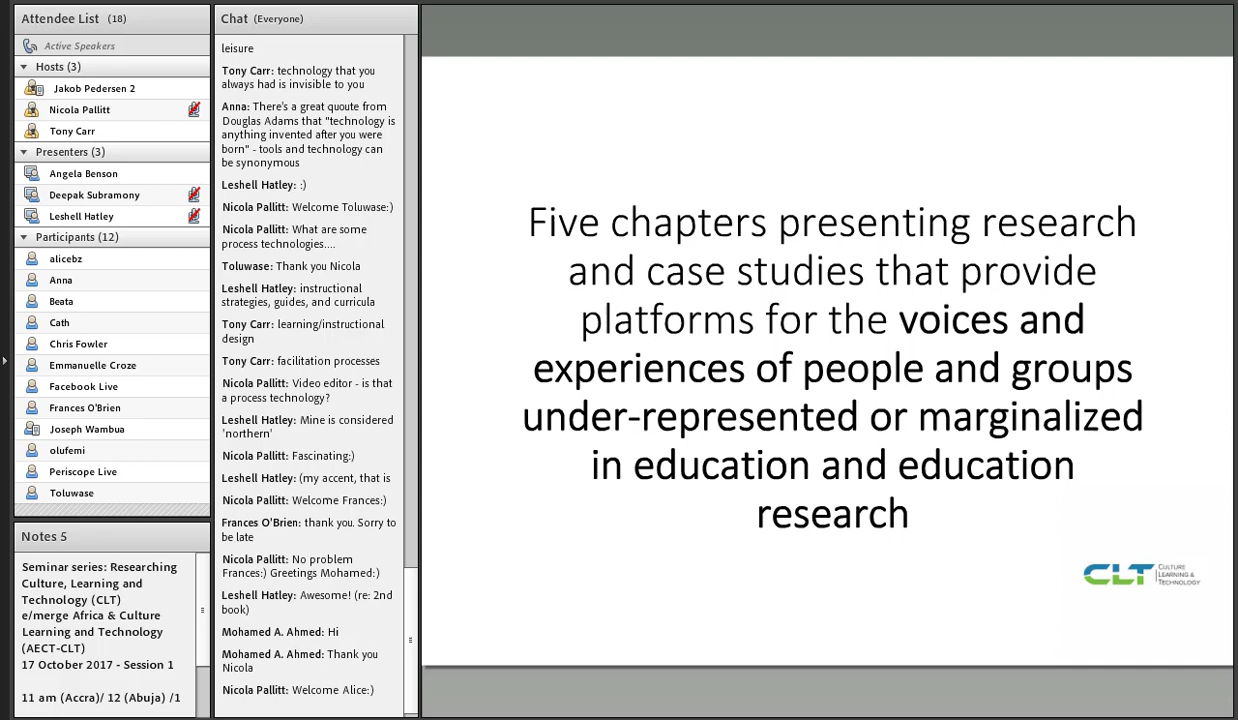 Attendee List (18)
Active Speakers
Hosts (3)
Jakob Pedersen 2
Nicola Pallitt
Tony Carr
Presenters (3)
Angela Benson
Deepak Subramony
Leshell Hatley
Participants (12)
alicebz
Anna
Beata
Cath
Chris Fowler
Emmanuelle Croze
Facebook Live
Frances O'Brien
Joseph Wambua
olufemi
Periscope Live
Toluwase
Notes 5
Seminar series: Researching
Culture, Learning and
Technology (CLT)
e/merge Africa & Culture
Learning and Technology
(AECT-CLT)
17 October 2017 - Session 1
11 am (Accra)/ 12 (Abuja) /1
Chat (Everyone)
leisure
Tony Carr: technology that you
always had is invisible to you
Anna: There's a great quoute from
Douglas Adams that "technology is
anything invented after you were
born" - tools and technology can
be synonymous
Leshell Hatley: :)
Nicola Pallitt: Welcome Toluwase:)
Nicola Pallitt: What are some
process technologies....
Toluwase: Thank you Nicola
Leshell Hatley: instructional
strategies, guides, and curricula
Tony Carr: learning/instructional
design
Tony Carr: facilitation processes
Nicola Pallitt: Video editor - is that
a process technology?
Leshell Hatley: Mine is considered
'northern'
Nicola Pallitt: Fascinating:)
Leshell Hatley: (my accent, that is
Nicola Pallitt: Welcome Frances:)
Frances O'Brien: thank you. Sorry to
be late
Nicola Pallitt: No problem
Frances:) Greetings Mohamed:)
Leshell Hatley: Awesome! (re: 2nd
book)
Mohamed A. Ahmed: Hi
Mohamed A. Ahmed: Thank you
Nicola
Nicola Pallitt: Welcome Alice:)
Five chapters presenting research
and case studies that provide
platforms for the voices and
experiences of people and groups
under-represented or marginalized
in education and education
research
CLT
CULTURE
LEARNING &
TECHNOLOGY